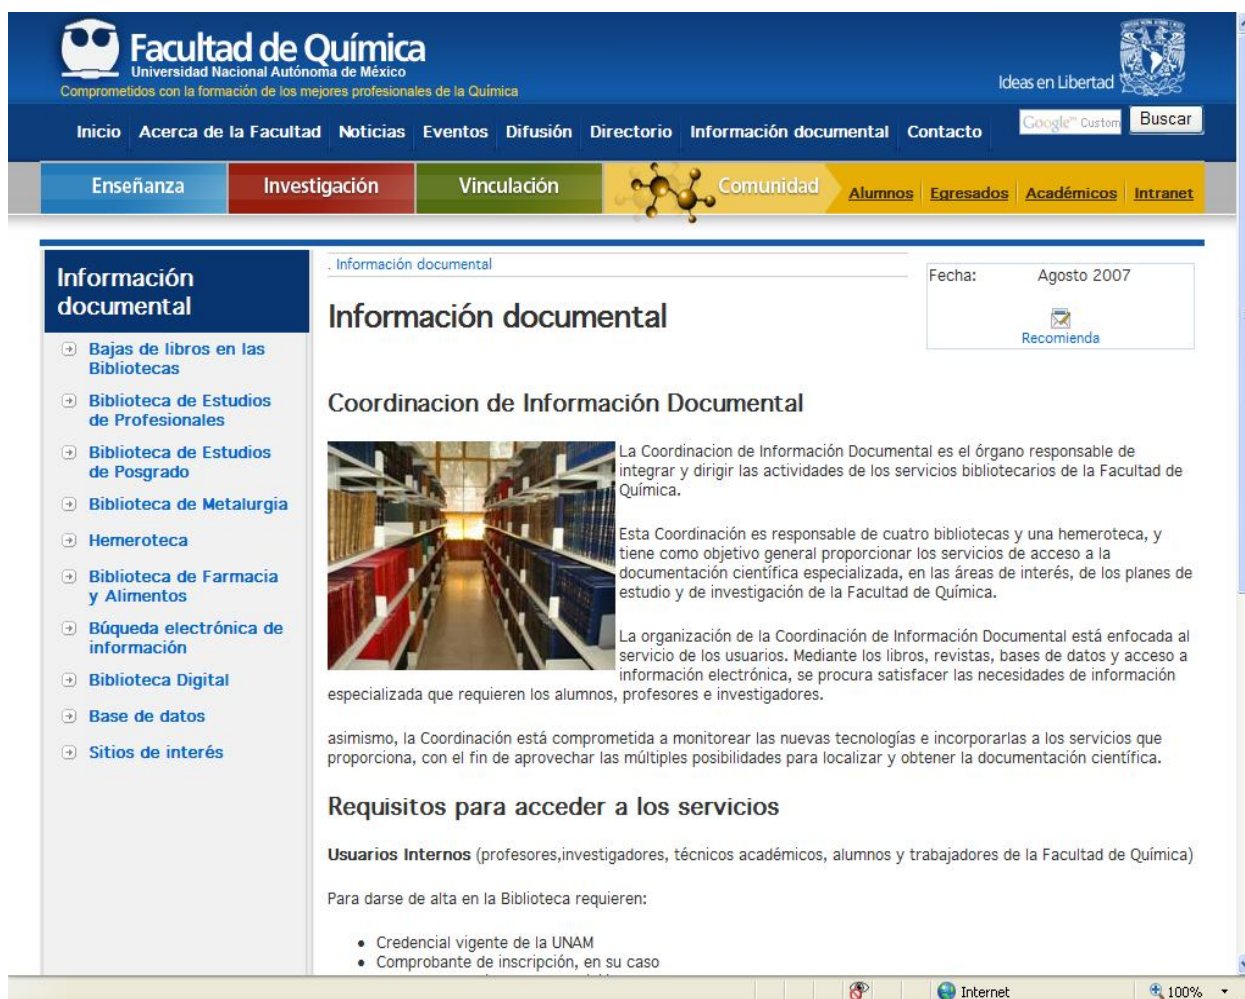 Facultad de Química
Universidad Nacional Autónoma de México
Comprometidos con la formación de los mejores profesionales de la Química
Ideas en Libertad
Inicio Acerca de la Facultad Noticias Eventos Difusión Directorio Información documental Contacto
Google™ Custom Buscar
Enseñanza Investigación Vinculación Comunidad Alumnos Egresados Académicos Intranet
Información
documental
Bajas de libros en las
Bibliotecas
Biblioteca de Estudios
de Profesionales
Biblioteca de Estudios
de Posgrado
Biblioteca de Metalurgia
Hemeroteca
Biblioteca de Farmacia
y Alimentos
Búqueda electrónica de
información
Biblioteca Digital
Base de datos
Sitios de interés
. Información documental
Fecha: Agosto 2007
Recomienda
Información documental
Coordinacion de Información Documental
La Coordinacion de Información Documental es el órgano responsable de
integrar y dirigir las actividades de los servicios bibliotecarios de la Facultad de
Química.
Esta Coordinación es responsable de cuatro bibliotecas y una hemeroteca, y
tiene como objetivo general proporcionar los servicios de acceso a la
documentación científica especializada, en las áreas de interés, de los planes de
estudio y de investigación de la Facultad de Química.
La organización de la Coordinación de Información Documental está enfocada al
servicio de los usuarios. Mediante los libros, revistas, bases de datos y acceso a
información electrónica, se procura satisfacer las necesidades de información
especializada que requieren los alumnos, profesores e investigadores.
asimismo, la Coordinación está comprometida a monitorear las nuevas tecnologías e incorporarlas a los servicios que
proporciona, con el fin de aprovechar las múltiples posibilidades para localizar y obtener la documentación científica.
Requisitos para acceder a los servicios
Usuarios Internos (profesores,investigadores, técnicos académicos, alumnos y trabajadores de la Facultad de Química)
Para darse de alta en la Biblioteca requieren:
Credencial vigente de la UNAM
Comprobante de inscripción, en su caso
Internet 100%